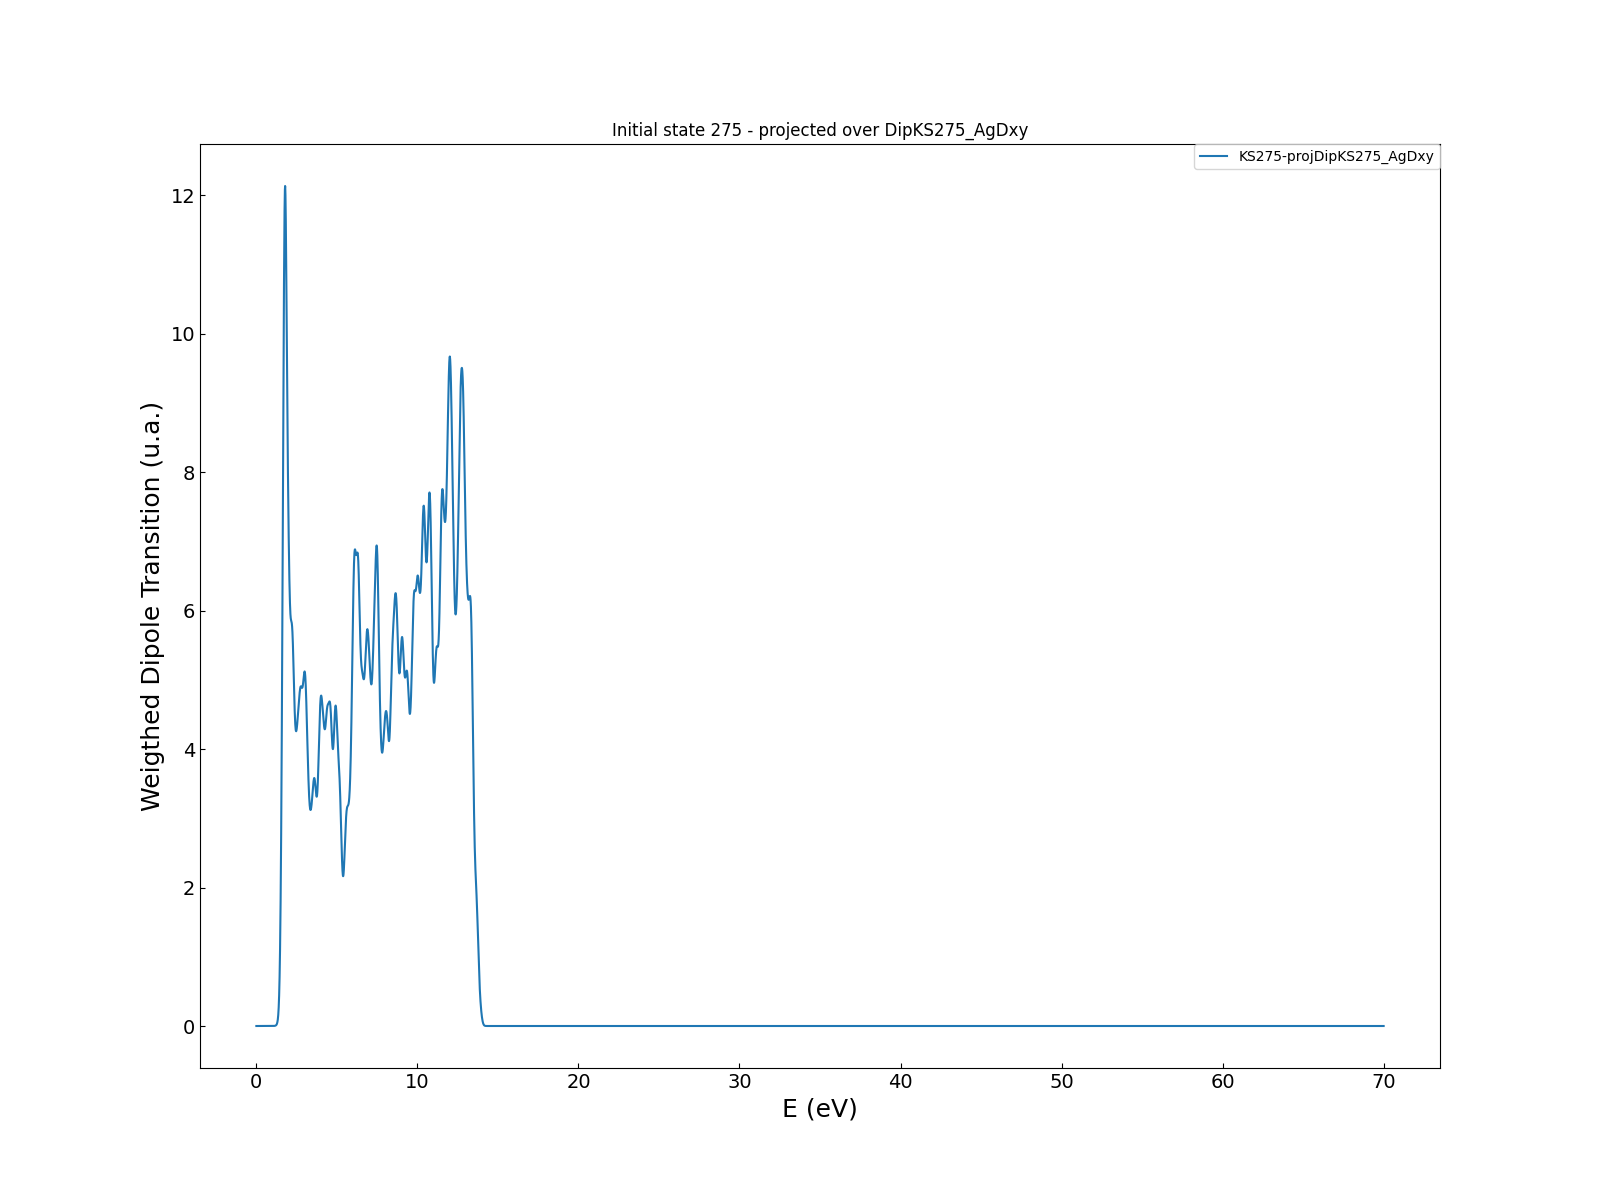 Initial state 275 - projected over DipKS275_AgDxy
KS275-projDipKS275_AgDxy
12
10
8
6
4
2
0
Weigthed Dipole Transition (u.a.)
0 10 20 30 40 50 60 70
E (eV)